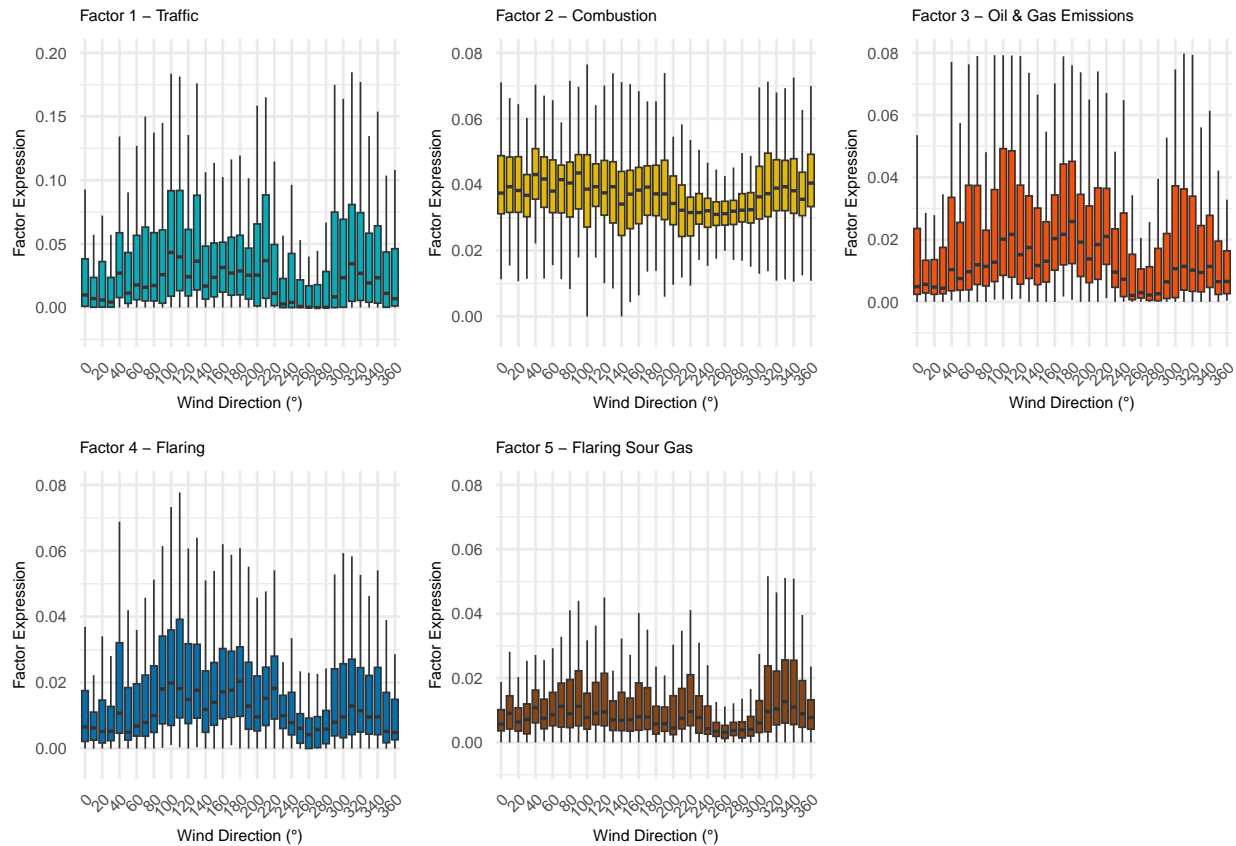 Factor 1 − Traffic
0.20
0.15
0.10
0.05
0.00
Factor Expression
0 20 40 60 80 100 120 140 160 180 200 220 240 260 280 300 320 340 360
Wind Direction (°)
Factor 2 − Combustion
0.08
0.06
0.04
0.02
0.00
Factor Expression
0 20 40 60 80 100 120 140 160 180 200 220 240 260 280 300 320 340 360
Wind Direction (°)
Factor 3 − Oil & Gas Emissions
0.08
0.06
0.04
0.02
0.00
Factor Expression
0 20 40 60 80 100 120 140 160 180 200 220 240 260 280 300 320 340 360
Wind Direction (°)
Factor 4 − Flaring
0.08
0.06
0.04
0.02
0.00
Factor Expression
0 20 40 60 80 100 120 140 160 180 200 220 240 260 280 300 320 340 360
Wind Direction (°)
Factor 5 − Flaring Sour Gas
0.08
0.06
0.04
0.02
0.00
Factor Expression
0 20 40 60 80 100 120 140 160 180 200 220 240 260 280 300 320 340 360
Wind Direction (°)